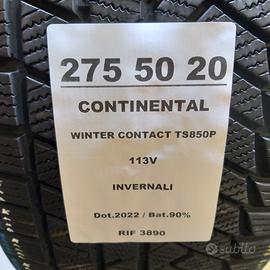 275 50 20
CONTINENTAL
WINTER CONTACT TS850P
113V
INVERNALI
Dot.2022 / Bat.90%
RIF 3890
subito